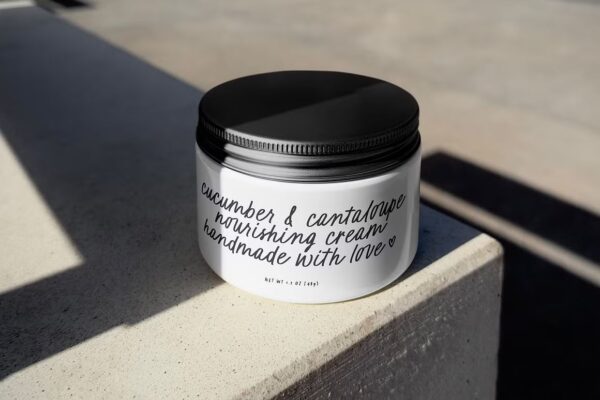 cucumber & cantaloupe
nourishing cream
handmade with love ♡
NET WT